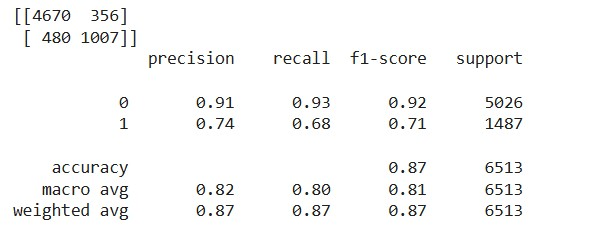 [[4670  356]
 [ 480 1007]]
              precision    recall  f1-score   support

           0       0.91      0.93      0.92      5026
           1       0.74      0.68      0.71      1487

    accuracy                           0.87      6513
   macro avg       0.82      0.80      0.81      6513
weighted avg       0.87      0.87      0.87      6513